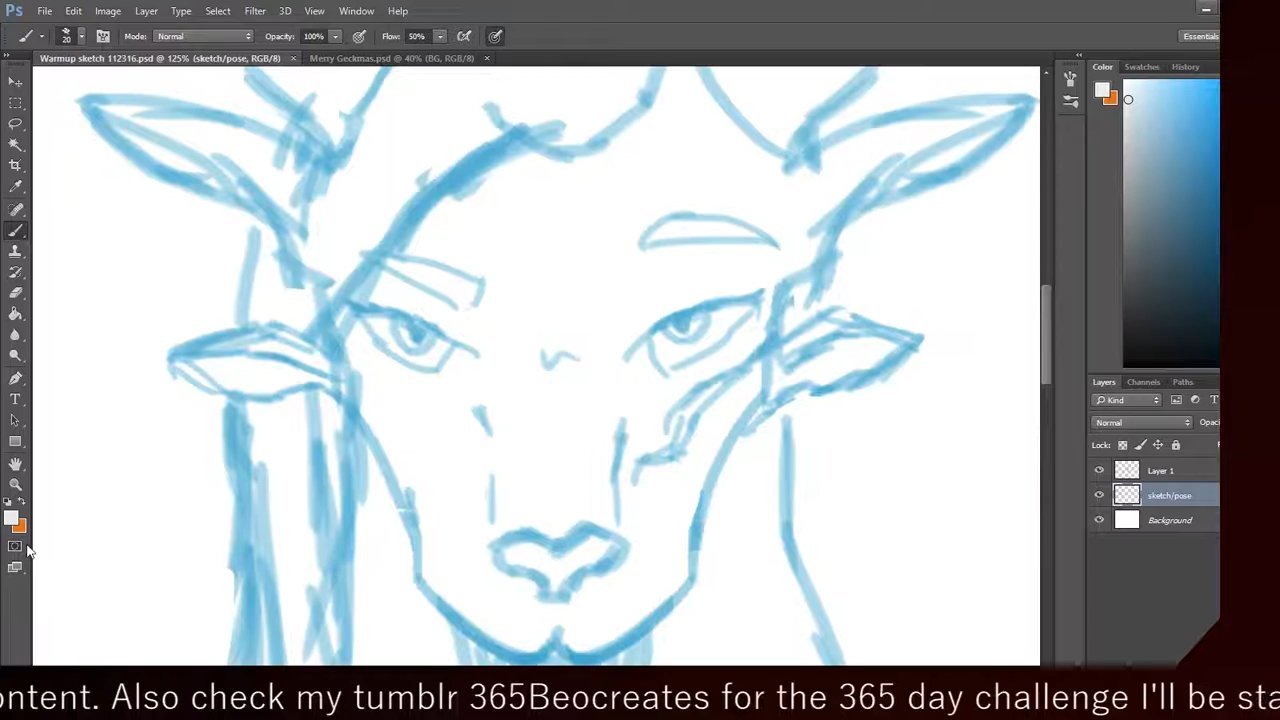 Ps File Edit Image Layer Type Select Filter 3D View Window Help
20 Mode: Normal Opacity: 100% Flow: 50% Essentials
Warmup sketch 112316.psd @ 125% (sketch/pose, RGB/8) × Merry Geckmas.psd @ 40% (BG, RGB/8) ×
Color Swatches History
Layers Channels Paths
Kind
Normal Opac
Lock:
Layer 1
sketch/pose
Background
ontent. Also check my tumblr 365Beocreates for the 365 day challenge I'll be sta